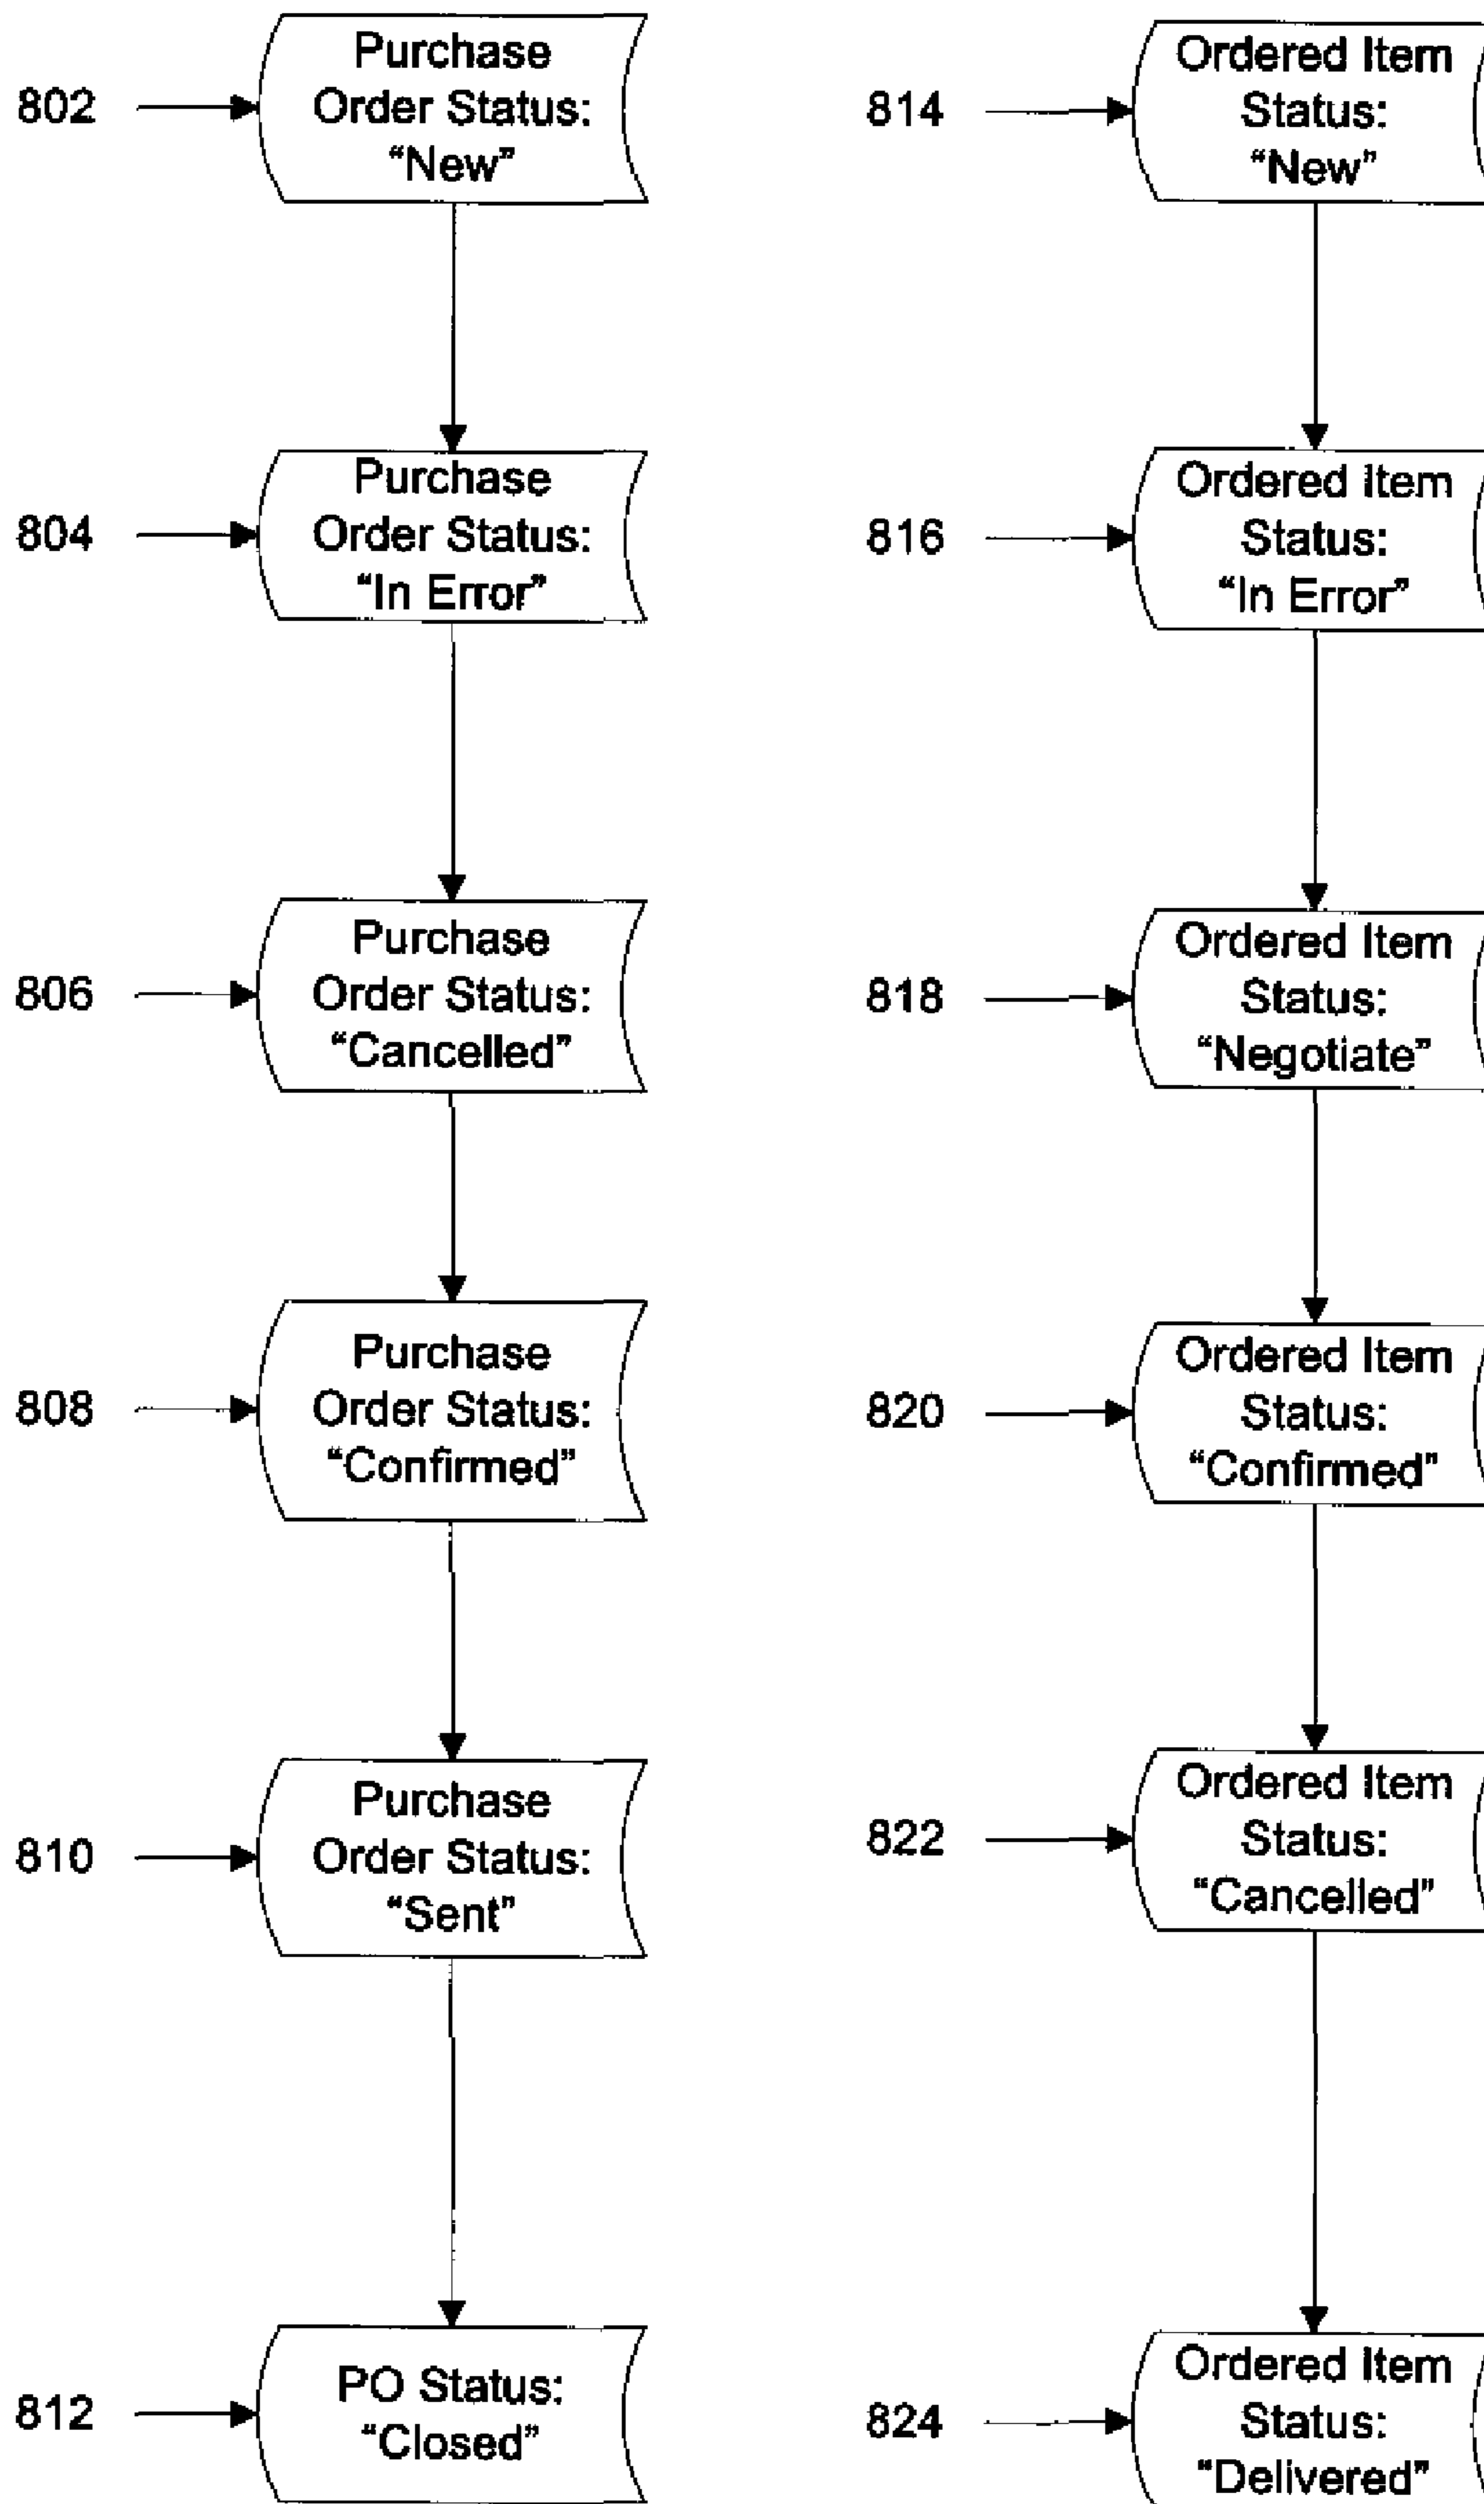 802
Purchase
Order Status:
“New”
804
Purchase
Order Status:
“In Error”
806
Purchase
Order Status:
“Cancelled”
808
Purchase
Order Status:
“Confirmed”
810
Purchase
Order Status:
“Sent”
812
PO Status:
“Closed”
814
Ordered Item
Status:
“New”
816
Ordered Item
Status:
“In Error”
818
Ordered Item
Status:
“Negotiate”
820
Ordered Item
Status:
“Confirmed”
822
Ordered Item
Status:
“Cancelled”
824
Ordered Item
Status:
“Delivered”